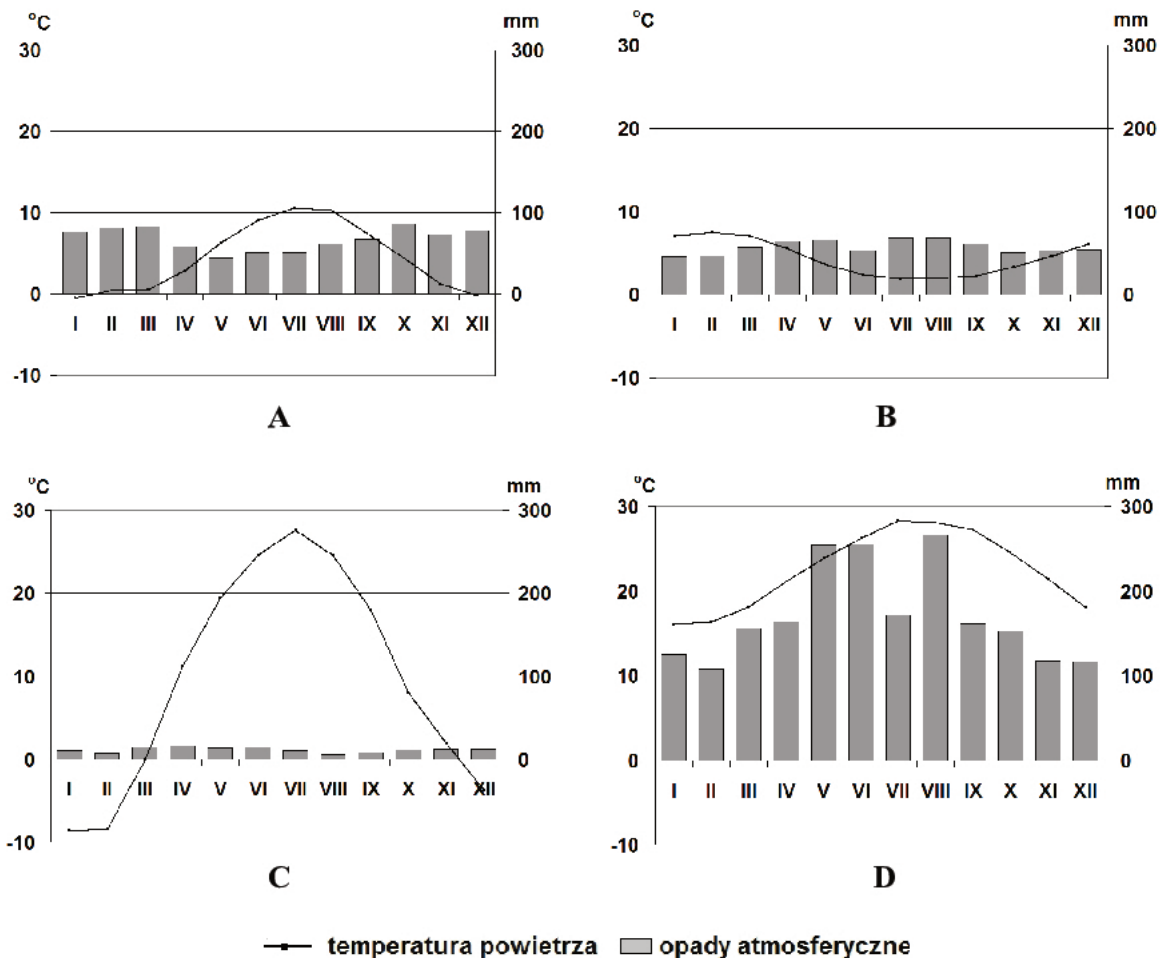 °C mm
30 300
20 200
10 100
0 0
I II III IV V VI VII VIII IX X XI XII
-10
A
°C mm
30 300
20 200
10 100
0 0
I II III IV V VI VII VIII IX X XI XII
-10
B
°C mm
30 300
20 200
10 100
0 0
I II III IV V VI VII VIII IX X XI XII
-10
C
°C mm
30 300
20 200
10 100
0 0
I II III IV V VI VII VIII IX X XI XII
-10
D
temperatura powietrza opady atmosferyczne